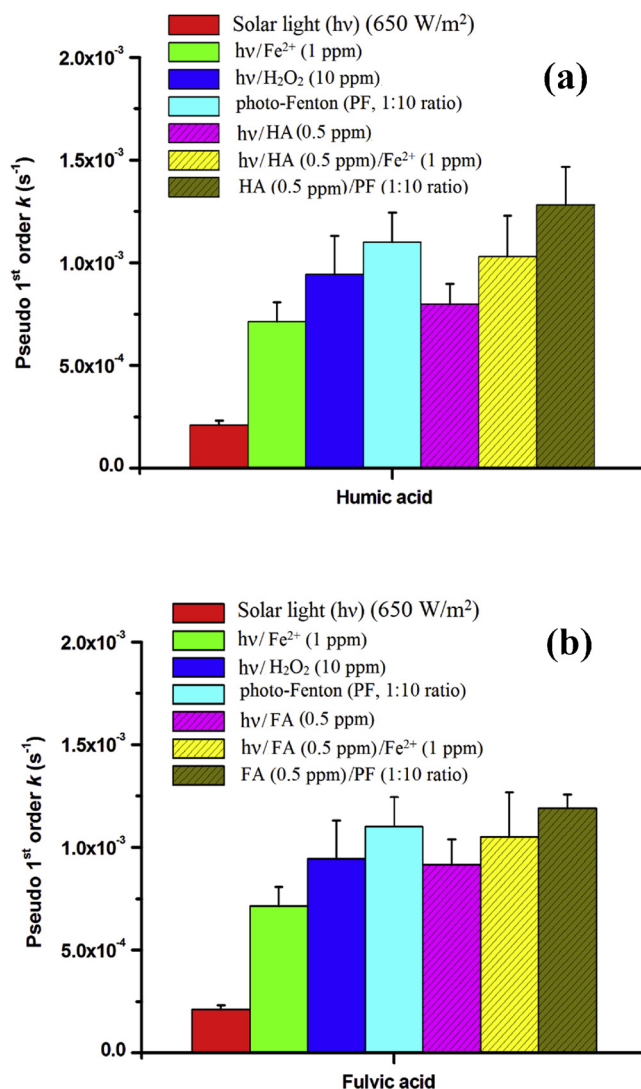 Solar light (hν) (650 W/m²)
hν/Fe²⁺ (1 ppm)
hν/H₂O₂ (10 ppm)
photo-Fenton (PF, 1:10 ratio)
hν/HA (0.5 ppm)
hν/HA (0.5 ppm)/Fe²⁺ (1 ppm)
HA (0.5 ppm)/PF (1:10 ratio)
(a)
2.0x10⁻³
1.5x10⁻³
1.0x10⁻³
5.0x10⁻⁴
0.0
Pseudo 1ˢᵗ order k (s⁻¹)
Humic acid
Solar light (hν) (650 W/m²)
hν/Fe²⁺ (1 ppm)
hν/H₂O₂ (10 ppm)
photo-Fenton (PF, 1:10 ratio)
hν/FA (0.5 ppm)
hν/FA (0.5 ppm)/Fe²⁺ (1 ppm)
FA (0.5 ppm)/PF (1:10 ratio)
(b)
2.0x10⁻³
1.5x10⁻³
1.0x10⁻³
5.0x10⁻⁴
0.0
Pseudo 1ˢᵗ order k (s⁻¹)
Fulvic acid